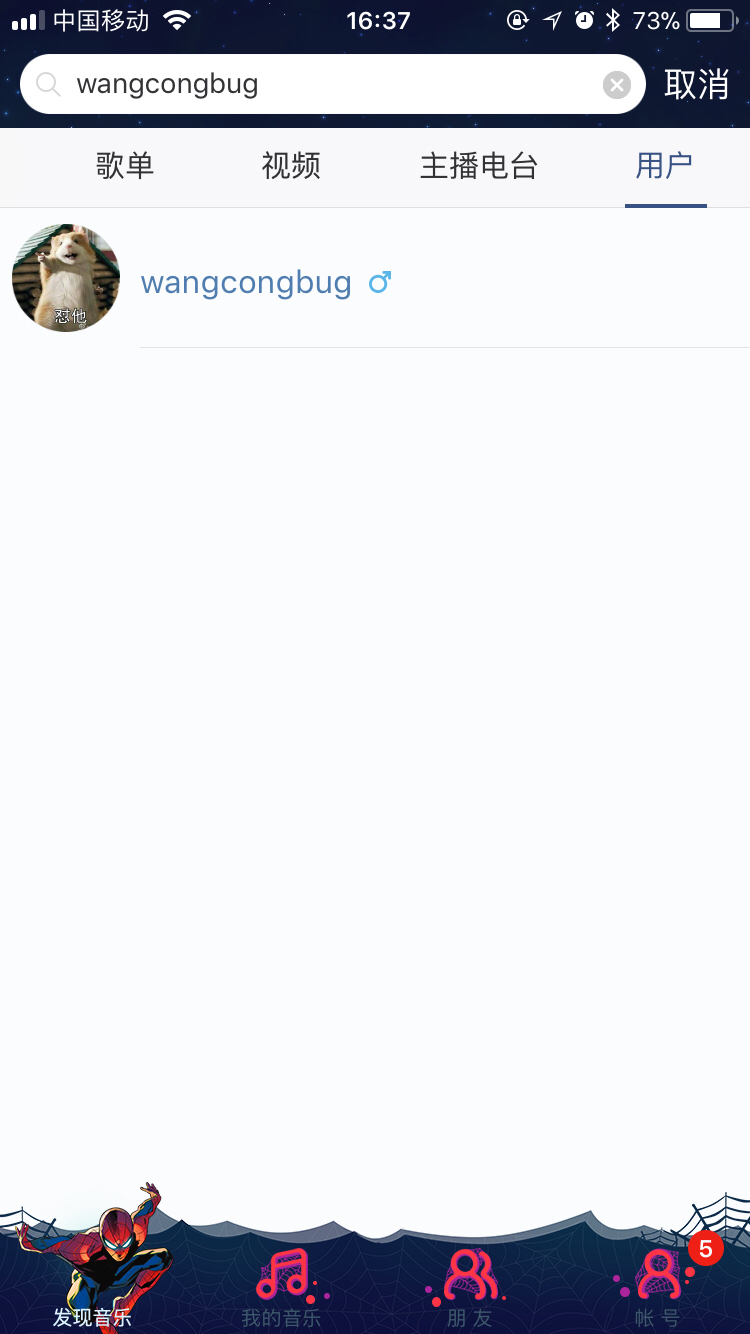 中国移动 16:37 73%
wangcongbug 取消
歌单 视频 主播电台 用户
wangcongbug
怼他
5
发现音乐 我的音乐 朋友 帐号